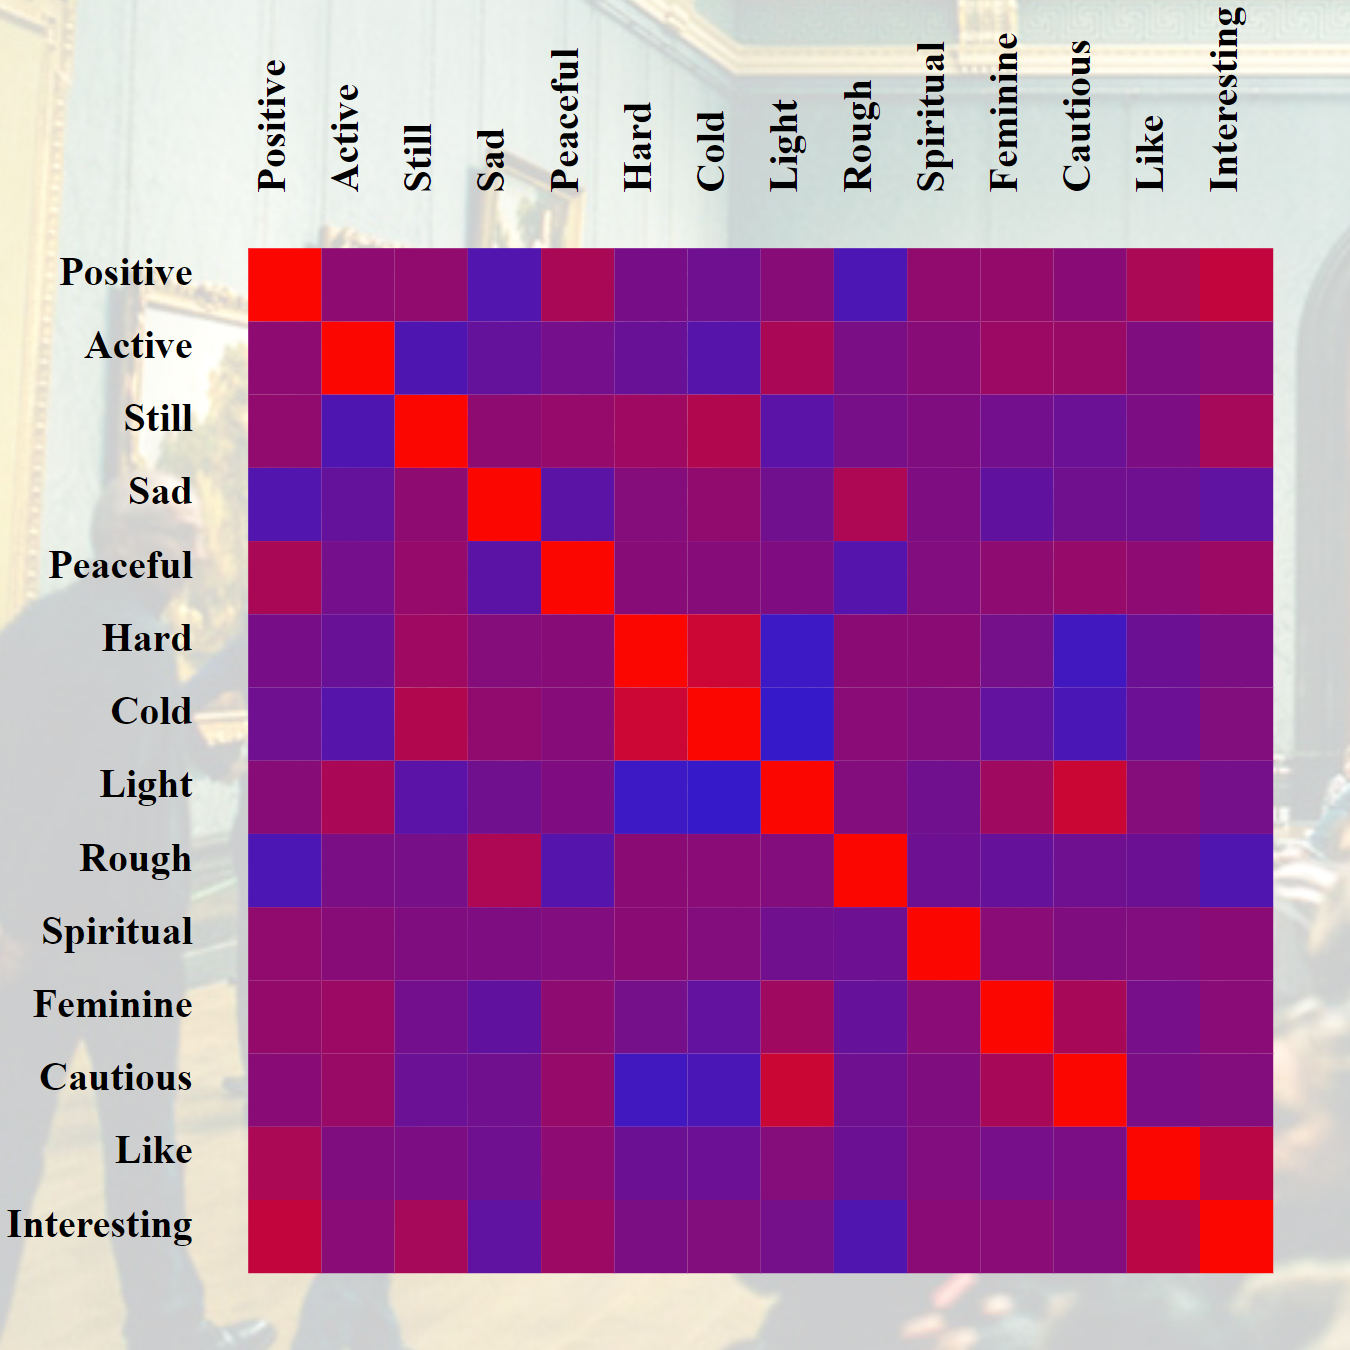 Positive
Active
Still
Sad
Peaceful
Hard
Cold
Light
Rough
Spiritual
Feminine
Cautious
Like
Interesting
Positive
Active
Still
Sad
Peaceful
Hard
Cold
Light
Rough
Spiritual
Feminine
Cautious
Like
Interesting